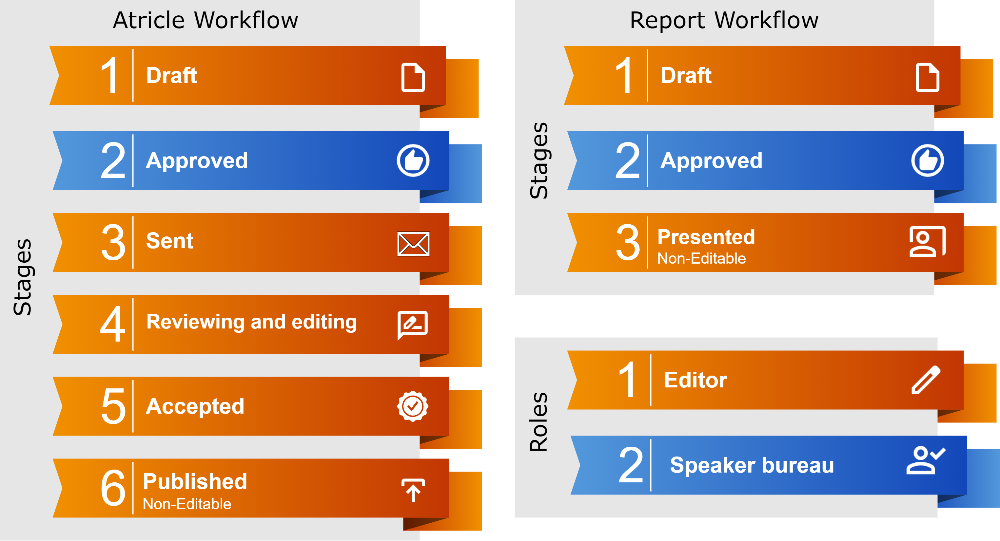 Atricle Workflow
Stages
1 Draft
2 Approved
3 Sent
4 Reviewing and editing
5 Accepted
6 Published
Non-Editable
Report Workflow
Stages
1 Draft
2 Approved
3 Presented
Non-Editable
Roles
1 Editor
2 Speaker bureau